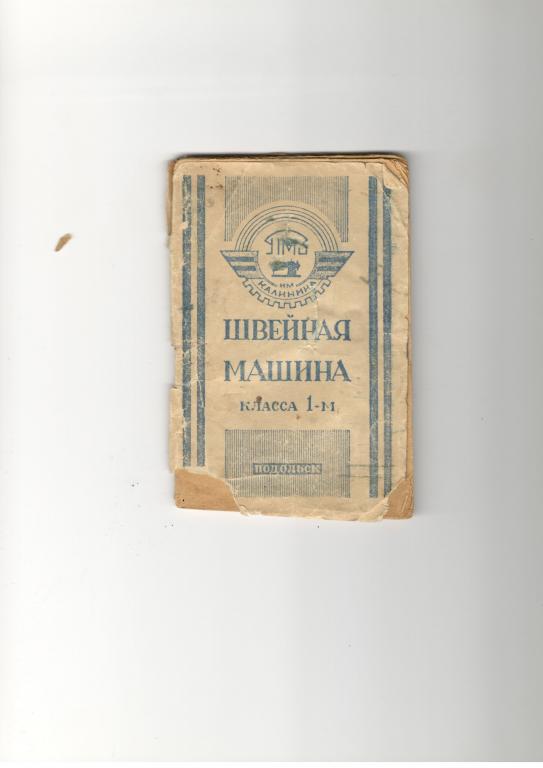 ПМЗ
ИМ
КАЛИНИНА
ШВЕЙНАЯ
МАШИНА
КЛАССА 1-М
ПОДОЛЬСК